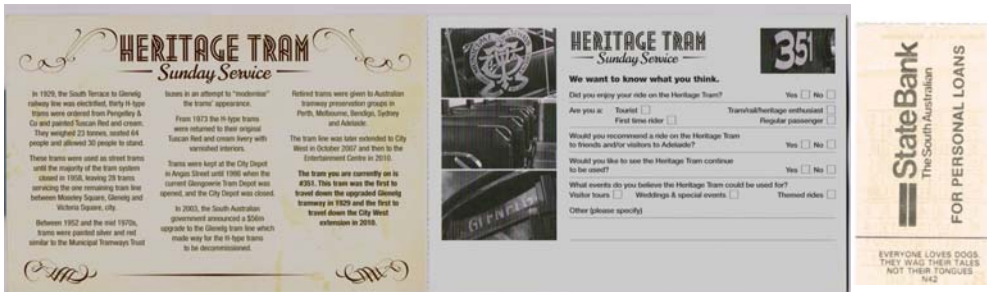 HERITAGE TRAM
Sunday Service
In 1929, the South Terrace to Glenelg
railway line was electrified, thirty H-type
trams were ordered from Pengelley &
Co and painted Tuscan Red and cream.
They weighed 23 tonnes, seated 64
people and allowed 30 people to stand.
These trams were used as street trams
until the majority of the tram system
closed in 1958, leaving 29 trams
servicing the one remaining tram line
between Moseley Square, Glenelg and
Victoria Square, city.
Between 1952 and the mid 1970s,
trams were painted silver and red
similar to the Municipal Tramways Trust
buses in an attempt to "modernise"
the trams' appearance.
From 1973 the H-type trams
were returned to their original
Tuscan Red and cream livery with
varnished interiors.
Trams were kept at the City Depot
in Angas Street until 1986 when the
current Glengowrie Tram Depot was
opened, and the City Depot was closed.
In 2003, the South Australian
government announced a $56m
upgrade to the Glenelg tram line which
made way for the H-type trams
to be decommissioned.
Retired trams were given to Australian
tramway preservation groups in
Perth, Melbourne, Bendigo, Sydney
and Adelaide.
The tram line was later extended to City
West in October 2007 and then to the
Entertainment Centre in 2010.
The tram you are currently on is
#351. This tram was the first to
travel down the upgraded Glenelg
tramway in 1929 and the first to
travel down the City West
extension in 2010.
GLENELG
HERITAGE TRAM
Sunday Service
351
We want to know what you think.
Did you enjoy your ride on the Heritage Tram? Yes No
Are you a: Tourist Tram/rail/heritage enthusiast
First time rider Regular passenger
Would you recommend a ride on the Heritage Tram
to friends and/or visitors to Adelaide? Yes No
Would you like to see the Heritage Tram continue
to be used? Yes No
What events do you believe the Heritage Tram could be used for?
Visitor tours Weddings & special events Themed rides
Other (please specify)
StateBank
The South Australian
FOR PERSONAL LOANS
EVERYONE LOVES DOGS
THEY WAG THEIR TALES
NOT THEIR TONGUES
N42